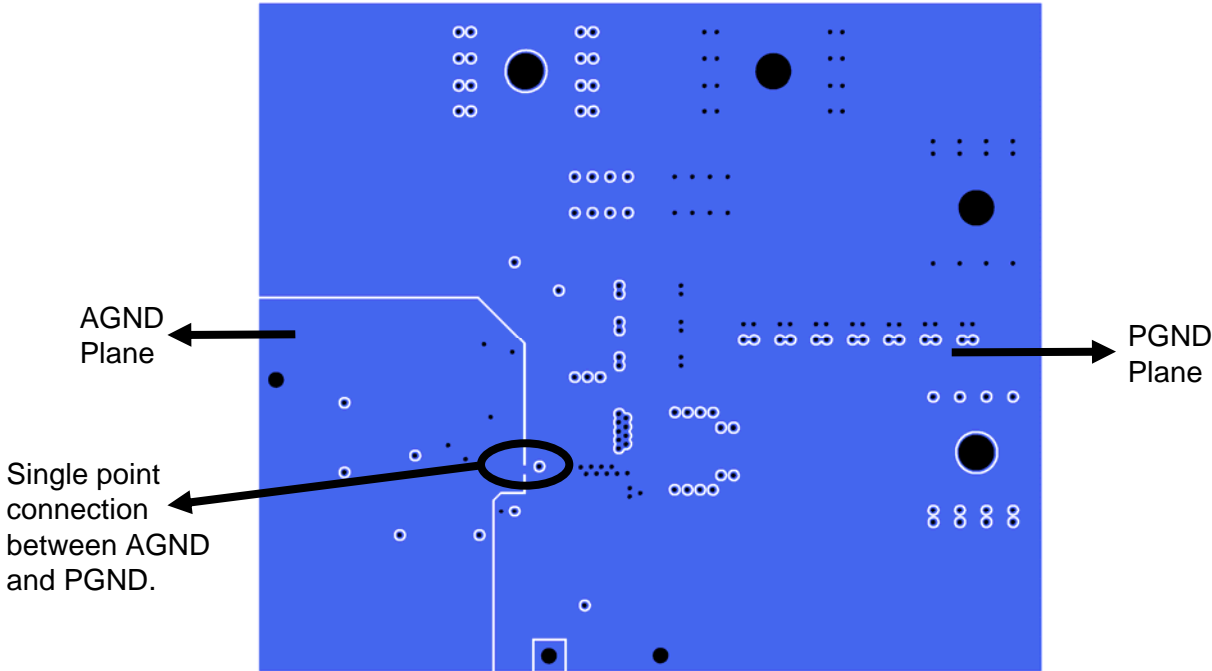 AGND
Plane
PGND
Plane
Single point
connection
between AGND
and PGND.